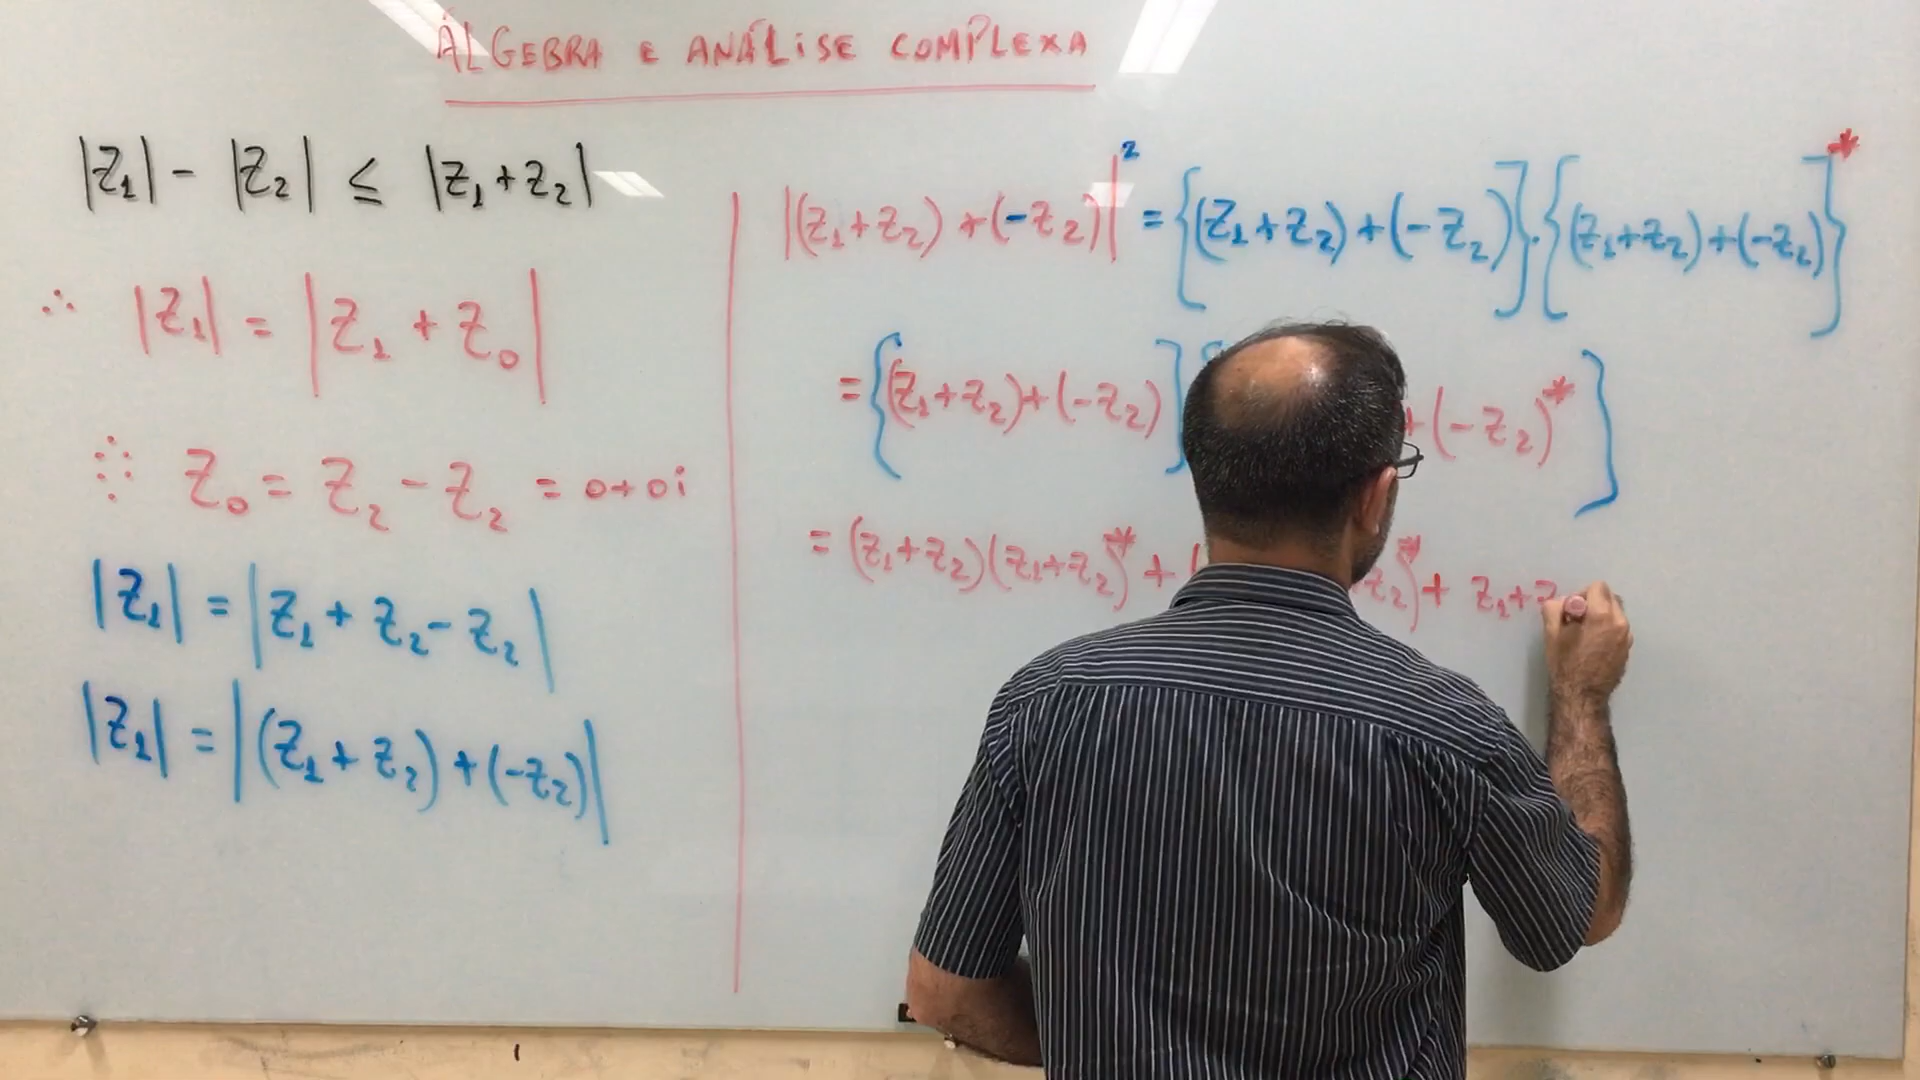 ÁLGEBRA E ANÁLISE COMPLEXA
|Z₁| - |Z₂| ≤ |Z₁+Z₂|
∴ |Z₁| = |Z₁ + Z₀|
Z₀ = Z₂ - Z₂ = 0+0i
|Z₁| = |Z₁ + Z₂ - Z₂|
|Z₁| = |(Z₁ + Z₂) + (-Z₂)|
|(Z₁+Z₂) + (-Z₂)|² = {(Z₁+Z₂)+(-Z₂)}·{(Z₁+Z₂)+(-Z₂)}*
= {(Z₁+Z₂)+(-Z₂)} +(-Z₂)*}
= (Z₁+Z₂)(Z₁+Z₂)* + Z₂)* + Z₁+